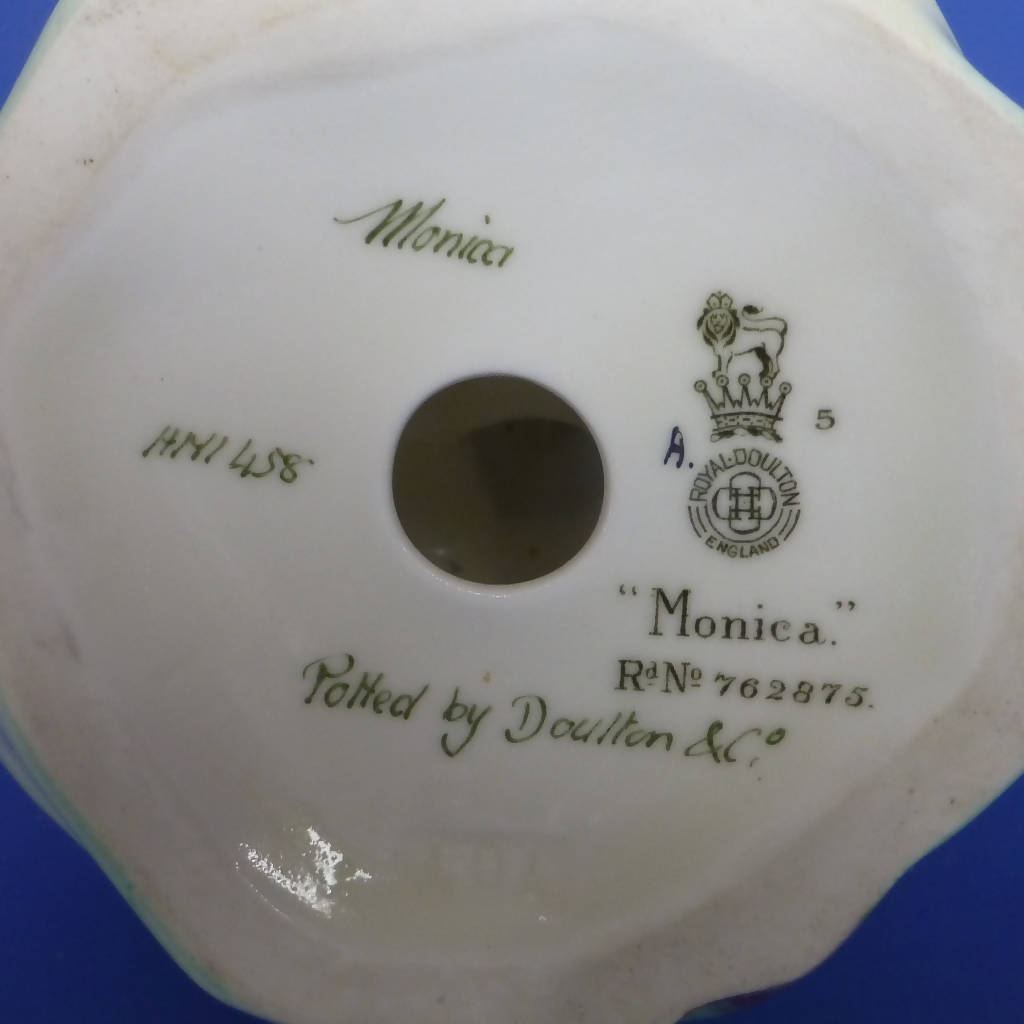 Monica
HN1458
5
A.
ROYAL·DOULTON
ENGLAND
“Monica.”
Rd No 762875.
Potted by Doulton & Co.